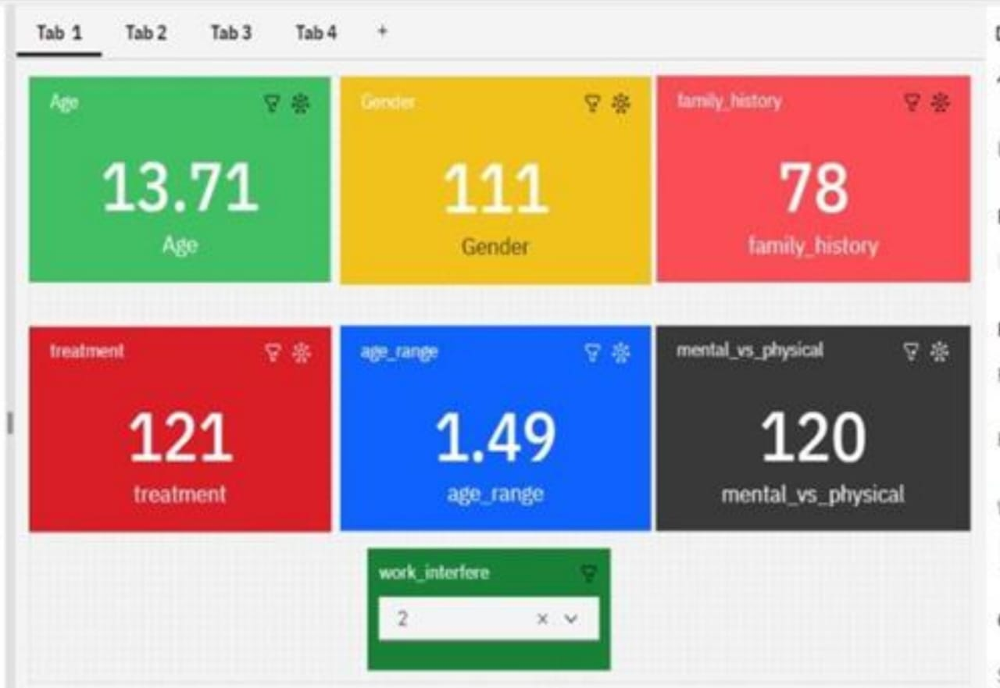 Tab 1 Tab 2 Tab 3 Tab 4 +
Age
13.71
Age
Gender
111
Gender
family_history
78
family_history
treatment
121
treatment
age_range
1.49
age_range
mental_vs_physical
120
mental_vs_physical
work_interfere
2